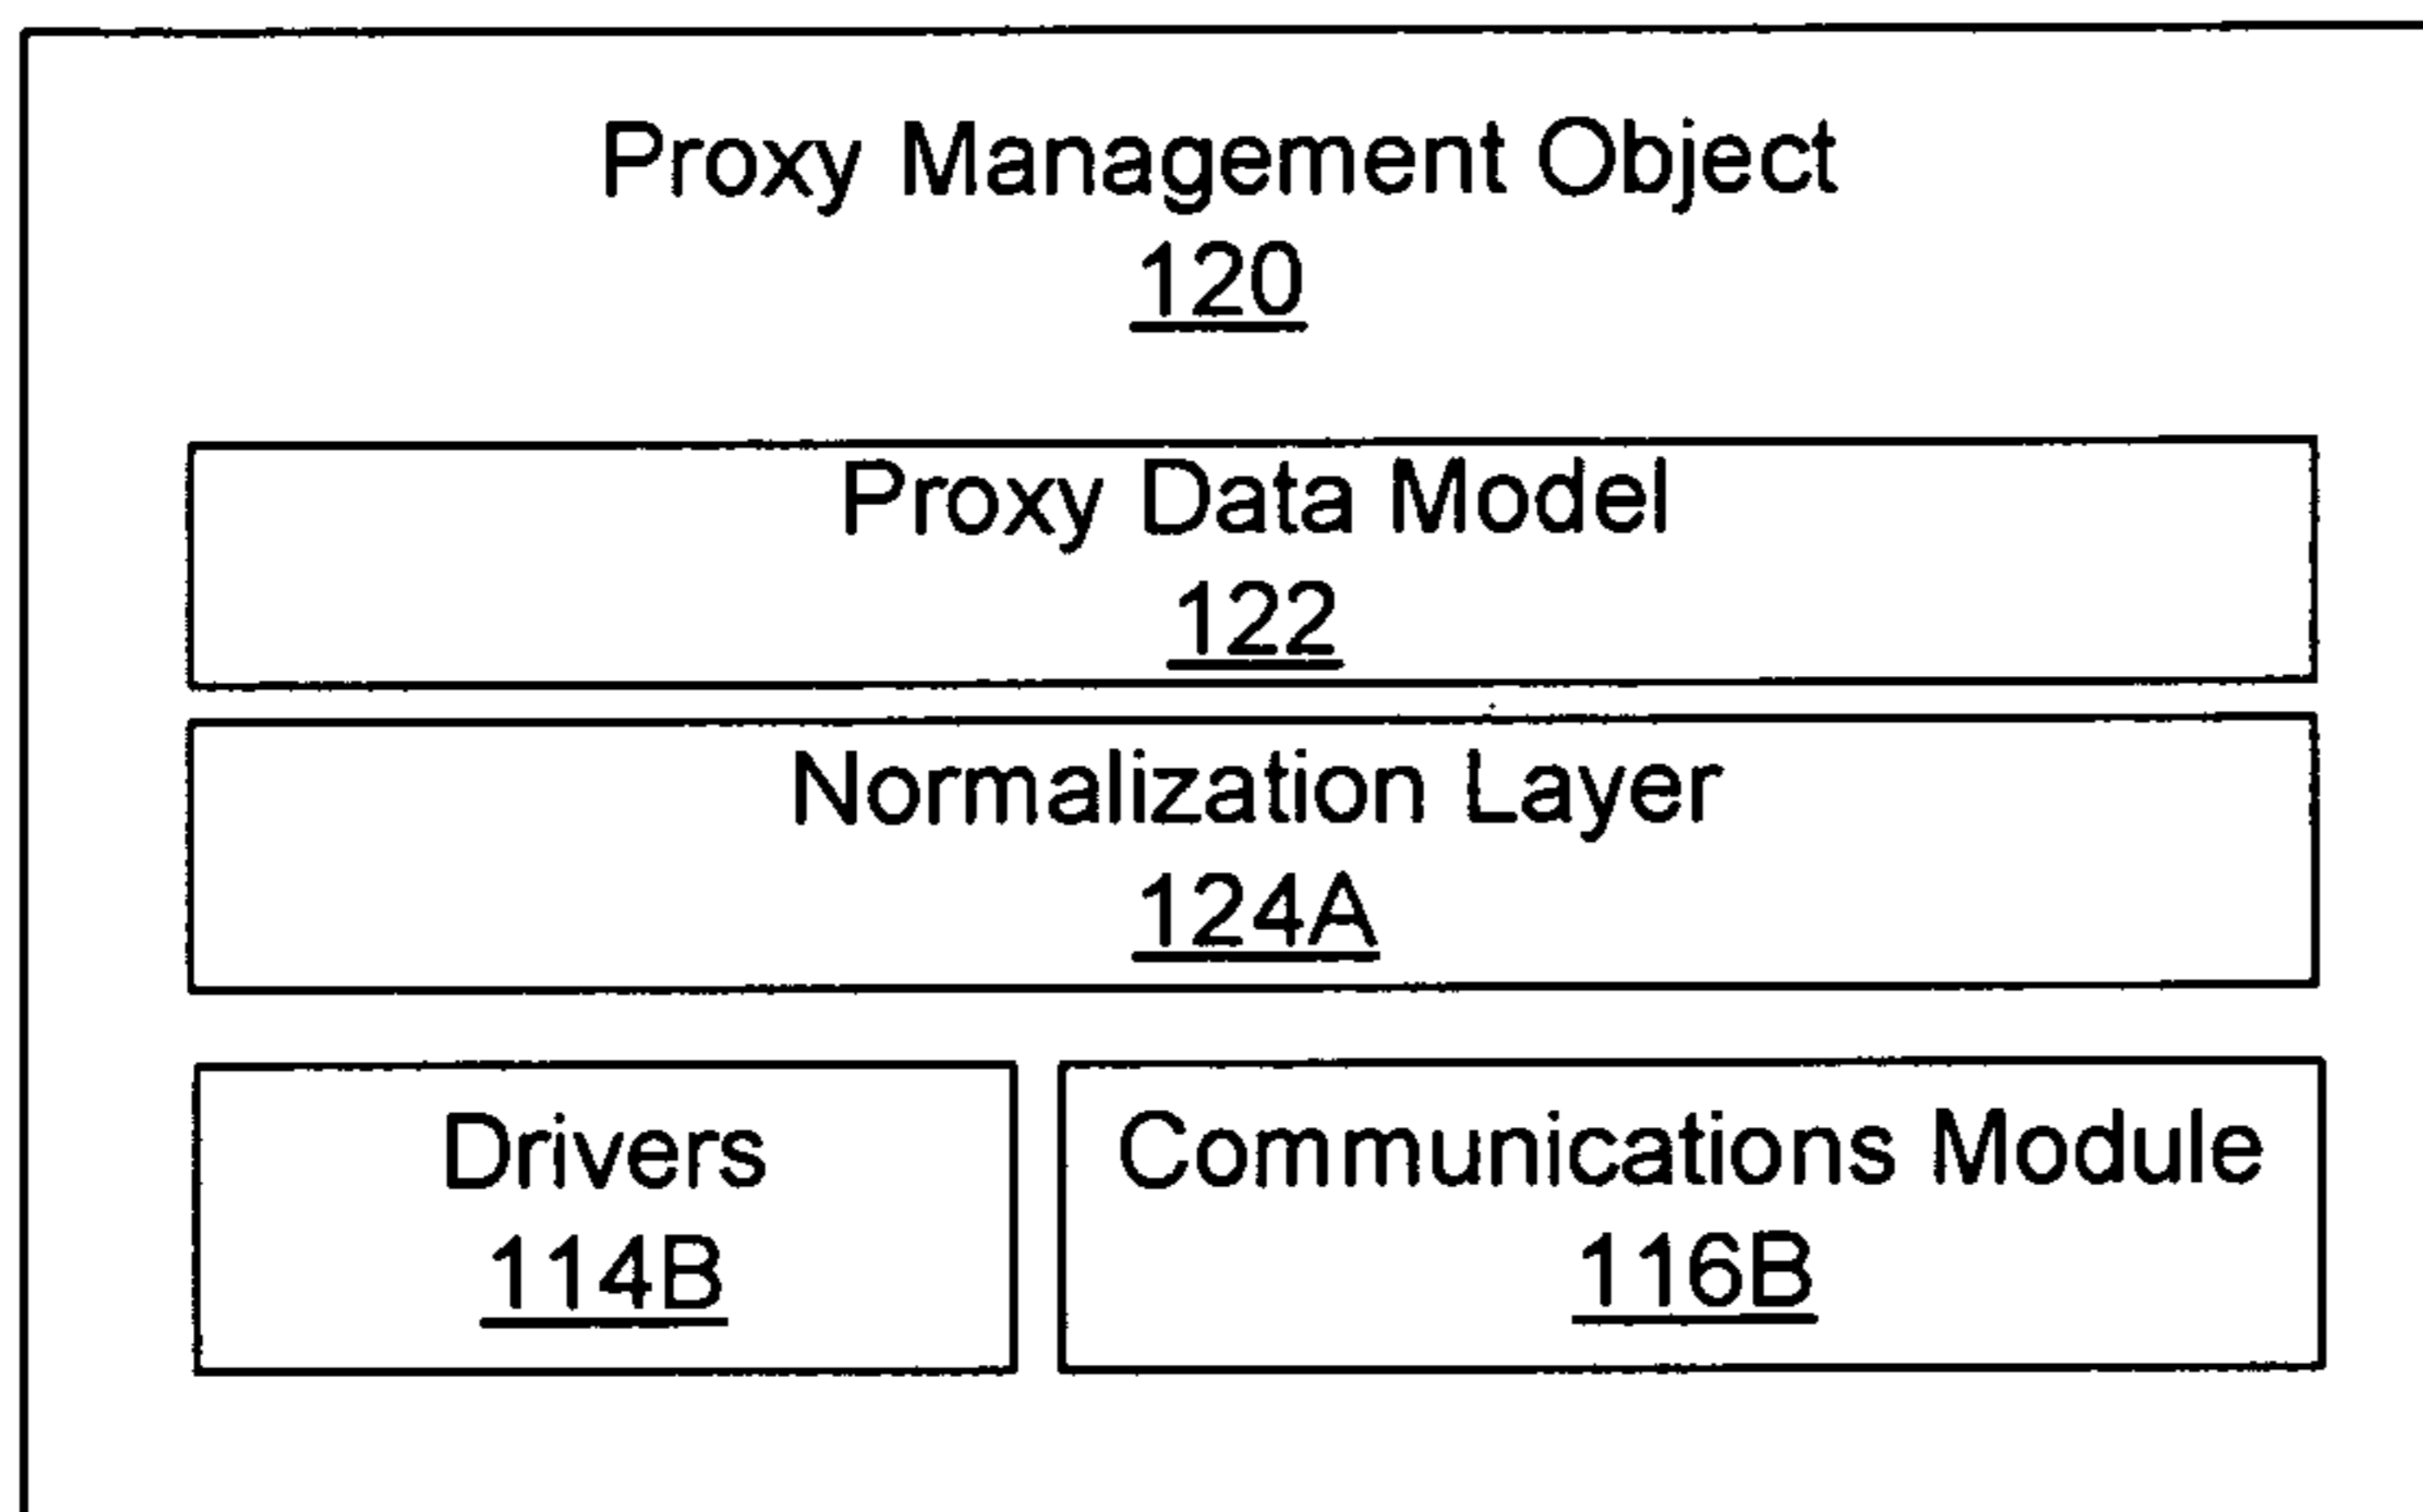 Proxy Management Object
120
Proxy Data Model
122
Normalization Layer
124A
Drivers
114B
Communications Module
116B